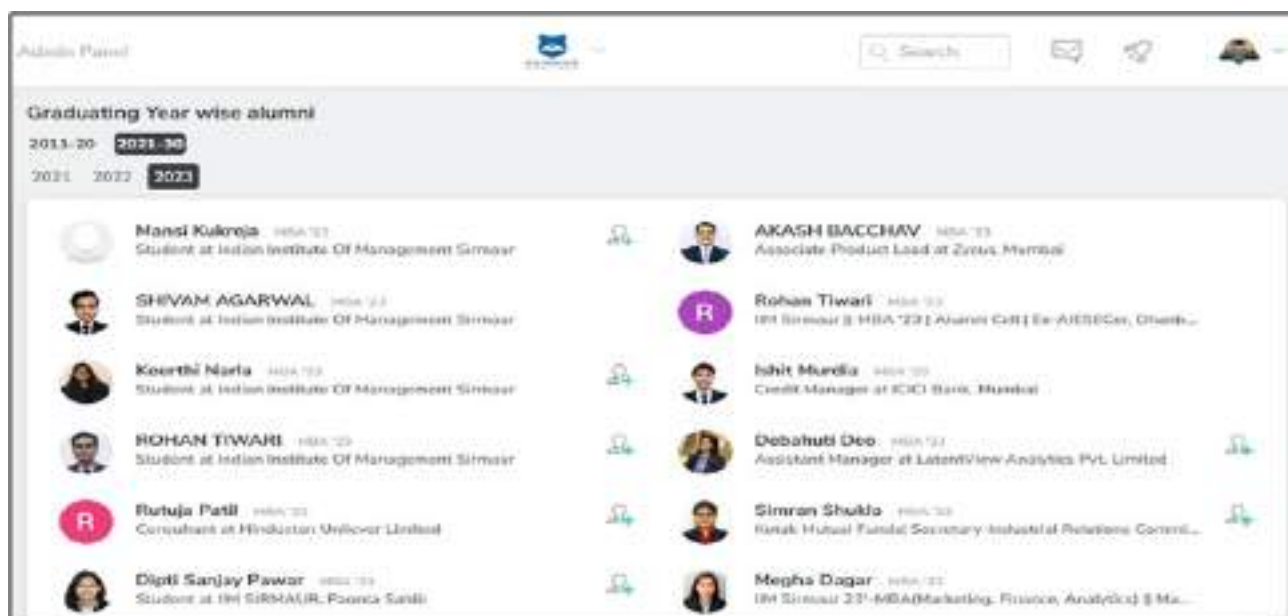 Admin Panel
Search
Graduating Year wise alumni
2011-20 2021-30
2021 2022 2023
Mansi Kukreja MBA '23
Student at Indian Institute Of Management Sirmaur
AKASH BACCHAV MBA '23
Associate Product Lead at Zycus, Mumbai
SHIVAM AGARWAL MBA '23
Student at Indian Institute Of Management Sirmaur
R
Rohan Tiwari MBA '23
IIM Sirmaur || MBA '23 | Alumni Cell | Ex-AIESECer,
Keerthi Narla MBA '23
Student at Indian Institute Of Management Sirmaur
Ishit Murdia MBA '23
Credit Manager at ICICI Bank, Mumbai
ROHAN TIWARI MBA '23
Student at Indian Institute Of Management Sirmaur
Debahuti Deo MBA '23
Assistant Manager at LatentView Analytics Pvt. Limited
R
Rutuja Patil MBA '23
Consultant at Hindustan Unilever Limited
Simran Shukla MBA '23
Kotak Mutual Funds| Secretary-Industrial Relations Commi...
Dipti Sanjay Pawar MBA '23
Student at IIM SIRMAUR, Paonta Sahib
Megha Dagar MBA '23
IIM Sirmaur 23'-MBA(Marketing, Finance, Analytics) || Ma...